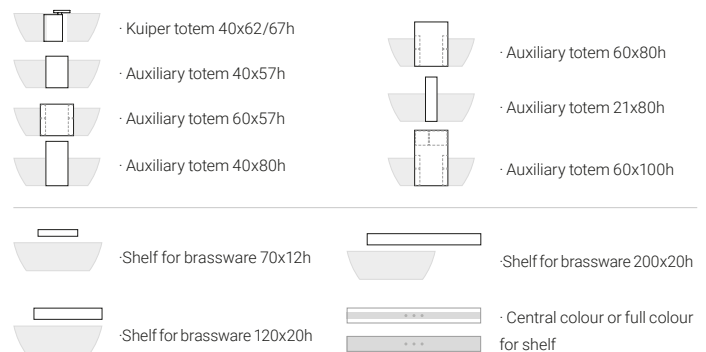 · Kuiper totem 40x62/67h
· Auxiliary totem 40x57h
· Auxiliary totem 60x57h
· Auxiliary totem 40x80h
· Auxiliary totem 60x80h
· Auxiliary totem 21x80h
· Auxiliary totem 60x100h
·Shelf for brassware 70x12h
·Shelf for brassware 120x20h
·Shelf for brassware 200x20h
· Central colour or full colour
for shelf